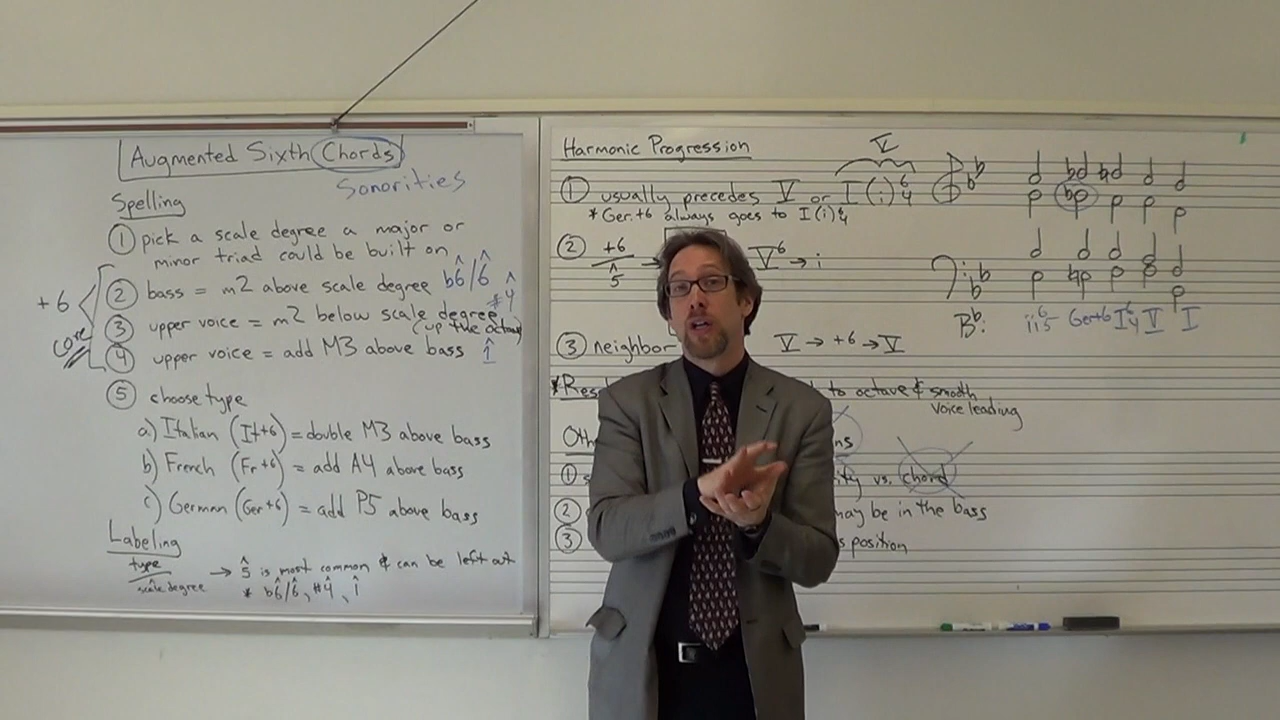 Augmented Sixth Chords
Sonorities
Spelling
① pick a scale degree a major or
minor triad could be built on
+6
core
② bass = m2 above scale degree b6̂/6̂
③ upper voice = m2 below scale degree #4̂
(up the octave)
④ upper voice = add M3 above bass 1̂
⑤ choose type
a) Italian (It+6) = double M3 above bass
b) French (Fr+6) = add A4 above bass
c) German (Ger+6) = add P5 above bass
Labeling
type
scale degree
→ 5̂ is most common & can be left out
* b6̂/6̂, #4̂, 1̂
Harmonic Progression
V
① usually precedes V or I(i)6/4
* Ger.+6 always goes to I(i)6/4
② +6/5̂ → V6 → i
③ neighbor V → +6 → V
to octave & smooth
voice leading
① vs. chord
② may be in the bass
③ position
Bb: ii6/5 Ger+6 I6/4 V I